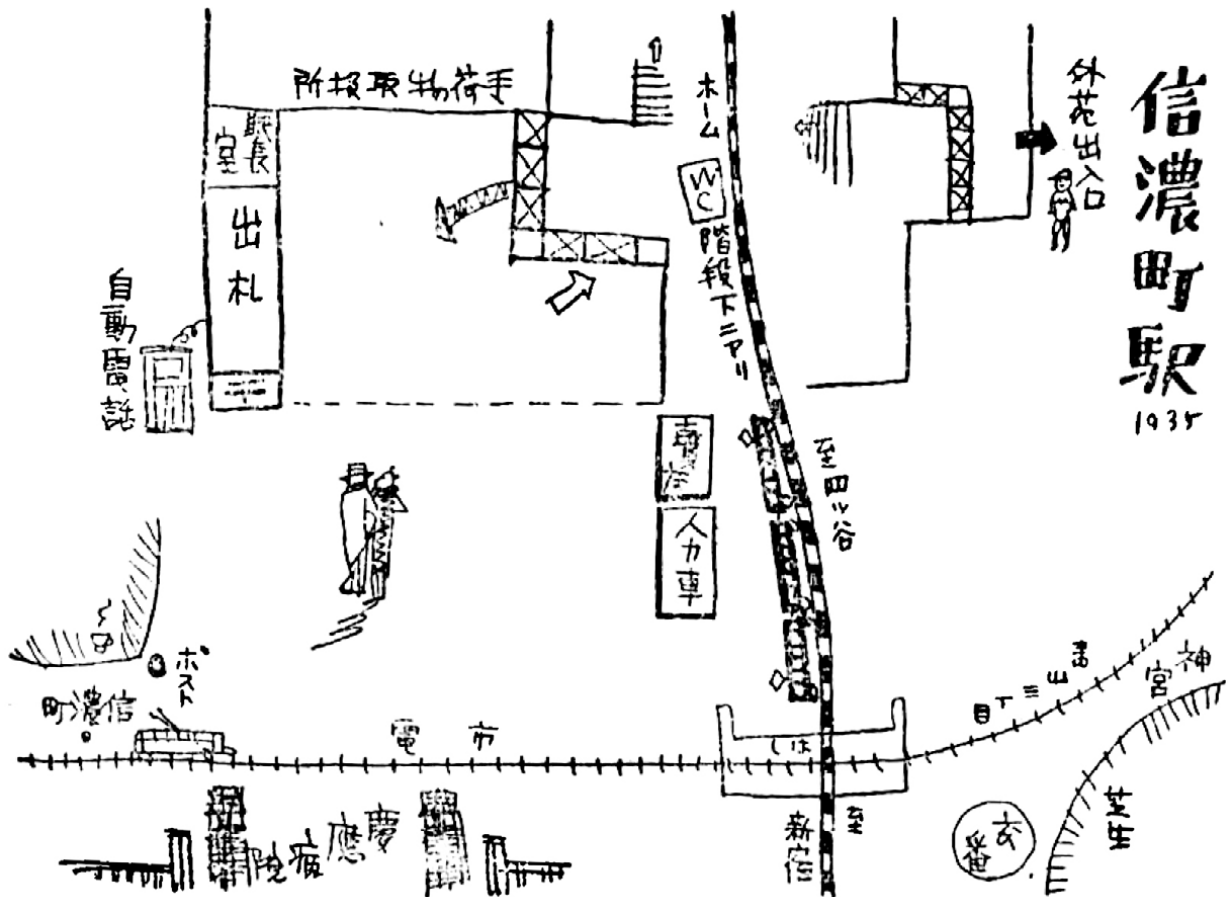 信濃町駅
1935
外苑出入口
ホーム
WC
階段下ニアリ
手荷物取扱所
駅長室
出札
自動電話
人力車
至四ツ谷
青山三丁目
神宮
芝生
ポスト
信濃町
市電
はし
至新宿
慶應病院
交番